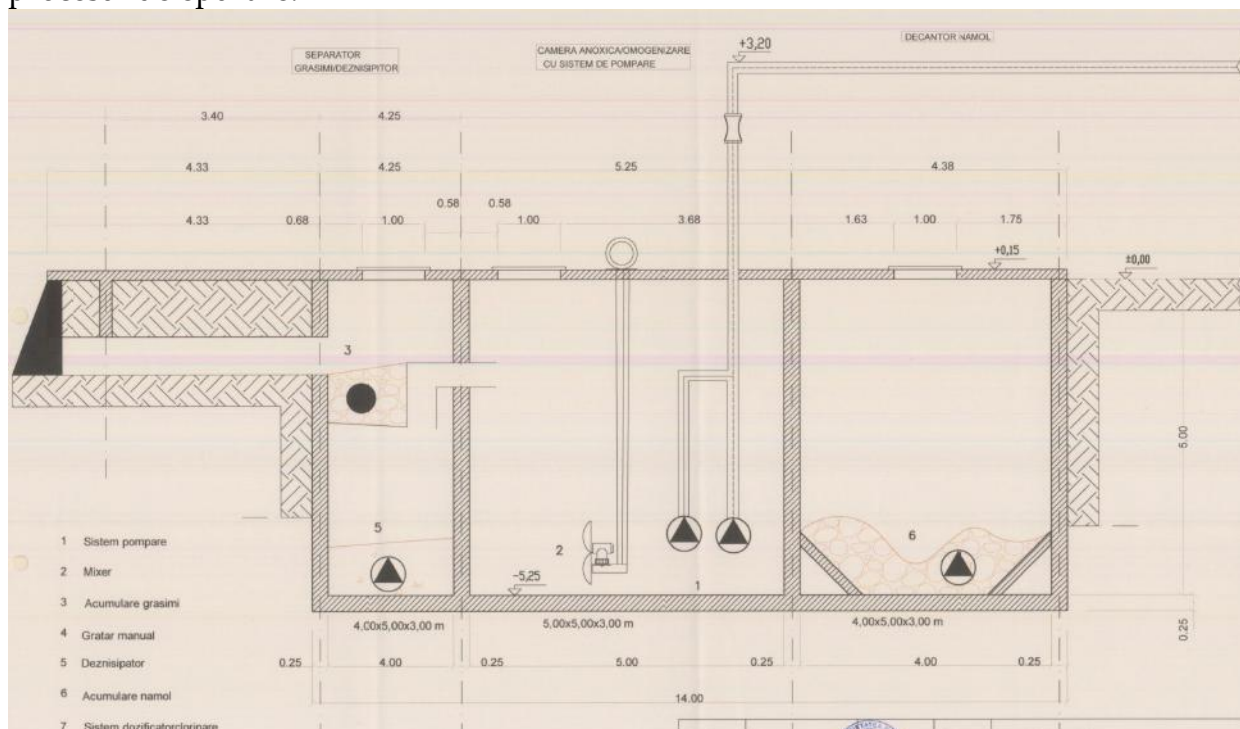 SEPARATOR
GRASIMI/DEZNISIPITOR
CAMERA ANOXICA/OMOGENIZARE
CU SISTEM DE POMPARE
+3,20
DECANTOR NAMOL
3.40 4.25
4.33 4.25 5.25 4.38
0.58 0.58
4.33 0.68 1.00 1.00 3.68 1.63 1.00 1.75
+0,15
±0,00
3
5
2
1
6
-5,25
5.00
0.25
4,00x5,00x3,00 m 5,00x5,00x3,00 m 4,00x5,00x3,00 m
0.25 4.00 0.25 5.00 0.25 4.00 0.25
14.00
1 Sistem pompare
2 Mixer
3 Acumulare grasimi
4 Gratar manual
5 Deznisipator
6 Acumulare namol
7 Sistem dozificatorclorinare